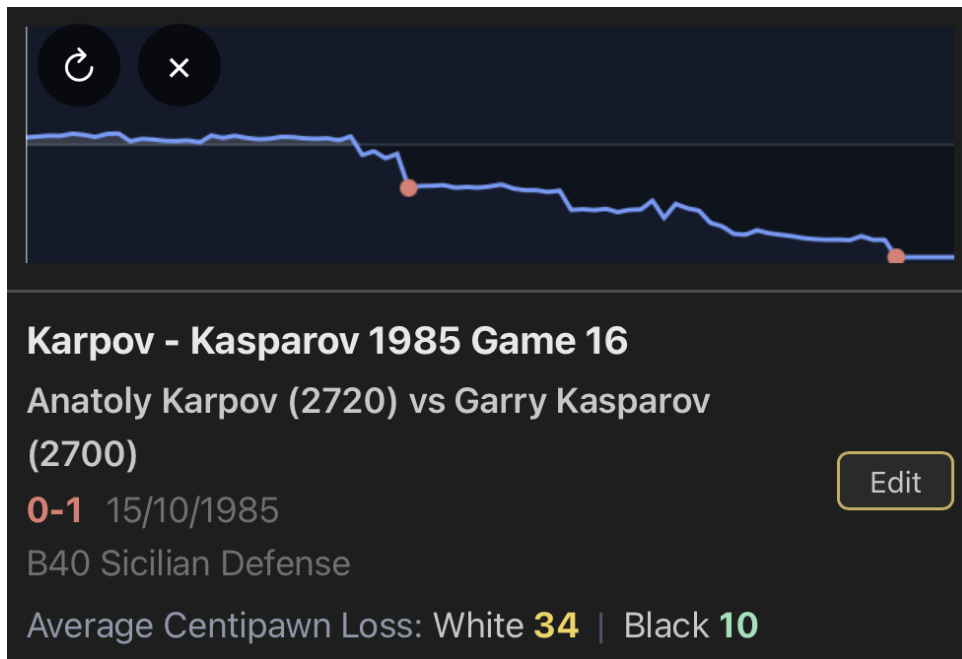 Karpov - Kasparov 1985 Game 16
Anatoly Karpov (2720) vs Garry Kasparov
(2700)
Edit
0-1 15/10/1985
B40 Sicilian Defense
Average Centipawn Loss: White 34 | Black 10